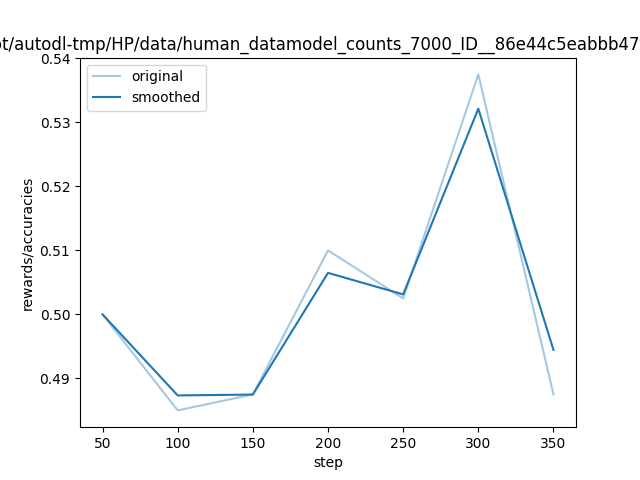 /autodl-tmp/HP/data/human_datamodel_counts_7000_ID__86e44c5eabbb47
original
smoothed
rewards/accuracies
0.54
0.53
0.52
0.51
0.50
0.49
50 100 150 200 250 300 350
step